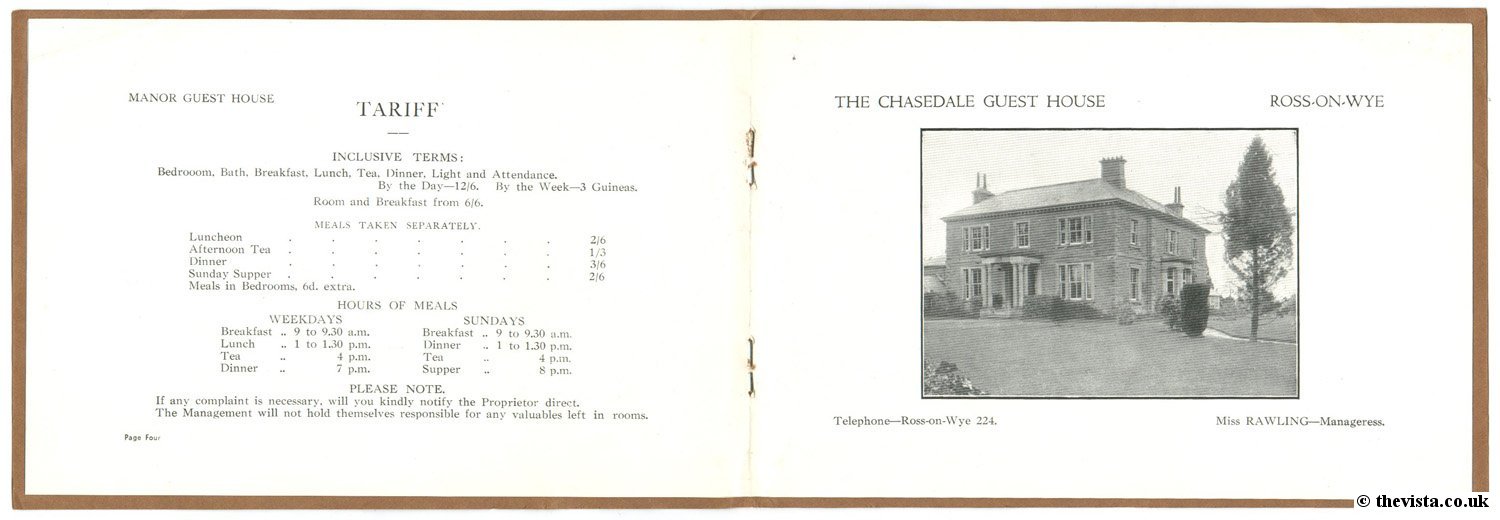 MANOR GUEST HOUSE
TARIFF
INCLUSIVE TERMS:
Bedrooom, Bath, Breakfast, Lunch, Tea, Dinner, Light and Attendance.
By the Day—12/6. By the Week—3 Guineas.
Room and Breakfast from 6/6.
MEALS TAKEN SEPARATELY.
Luncheon . . . . . . . 2/6
Afternoon Tea . . . . . . . 1/3
Dinner . . . . . . . 3/6
Sunday Supper . . . . . . . 2/6
Meals in Bedrooms, 6d. extra.
HOURS OF MEALS
WEEKDAYS
Breakfast .. 9 to 9.30 a.m.
Lunch .. 1 to 1.30 p.m.
Tea .. 4 p.m.
Dinner .. 7 p.m.
SUNDAYS
Breakfast .. 9 to 9.30 a.m.
Dinner .. 1 to 1.30 p.m.
Tea .. 4 p.m.
Supper .. 8 p.m.
PLEASE NOTE.
If any complaint is necessary, will you kindly notify the Proprietor direct.
The Management will not hold themselves responsible for any valuables left in rooms.
Page Four
THE CHASEDALE GUEST HOUSE ROSS-ON-WYE
Telephone—Ross-on-Wye 224. Miss RAWLING—Manageress.
© thevista.co.uk